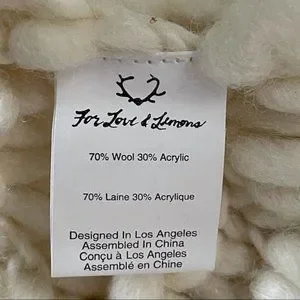 For Love & Lemons
70% Wool 30% Acrylic
70% Laine 30% Acrylique
Designed In Los Angeles
Assembled In China
Conçu à Los Angeles
Assemblé en Chine